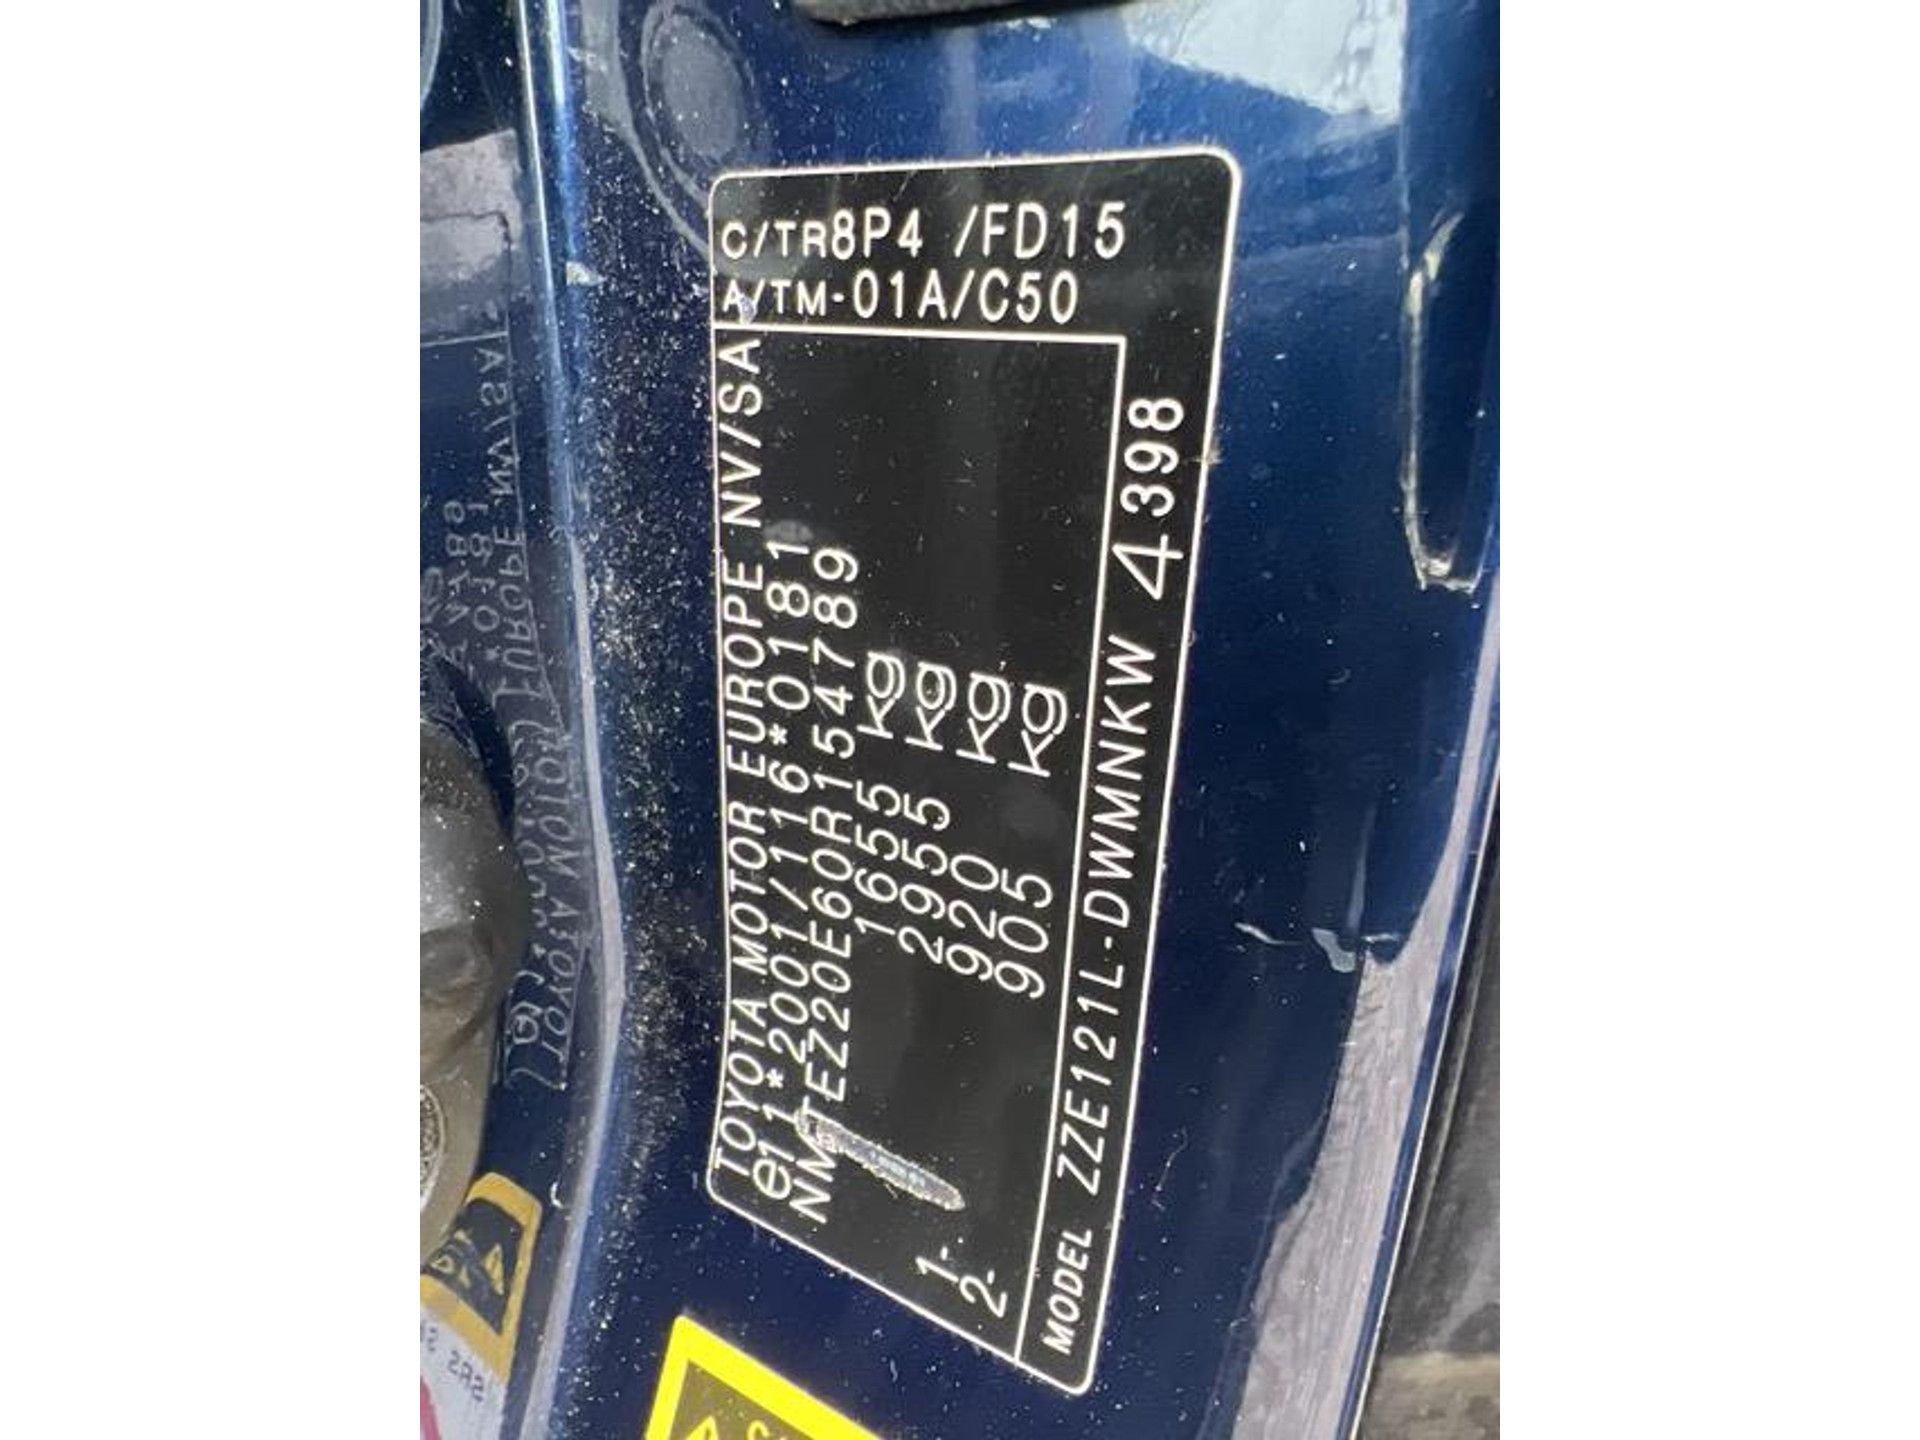 C/TR8P4 /FD15
A/TM-01A/C50
TOYOTA MOTOR EUROPE NV/SA
e11*2001/116*0181
NMTEZ20E60R154789
1655 kg
2955 kg
1- 920 kg
2- 905 kg
MODEL ZZE121L-DWMNKW 4398
SRS